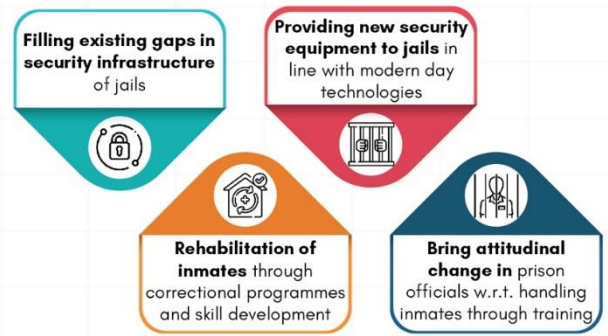 Filling existing gaps in
security infrastructure
of jails
Providing new security
equipment to jails in
line with modern day
technologies
Rehabilitation of
inmates through
correctional programmes
and skill development
Bring attitudinal
change in prison
officials w.r.t. handling
inmates through training